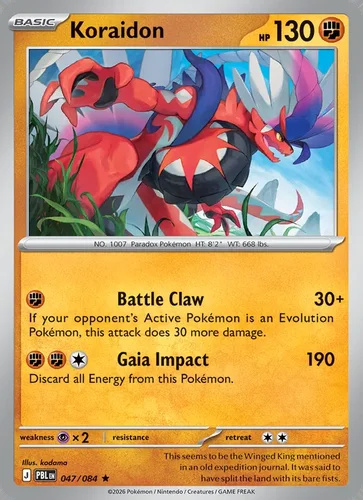 BASIC
Koraidon
HP 130
NO. 1007 Paradox Pokémon HT: 8'2" WT: 668 lbs.
Battle Claw 30+
If your opponent's Active Pokémon is an Evolution
Pokémon, this attack does 30 more damage.
Gaia Impact 190
Discard all Energy from this Pokémon.
weakness ×2 resistance retreat
Illus. kodama
J PBL EN 047/084 ★
This seems to be the Winged King mentioned
in an old expedition journal. It was said to
have split the land with its bare fists.
©2026 Pokémon / Nintendo / Creatures / GAME FREAK